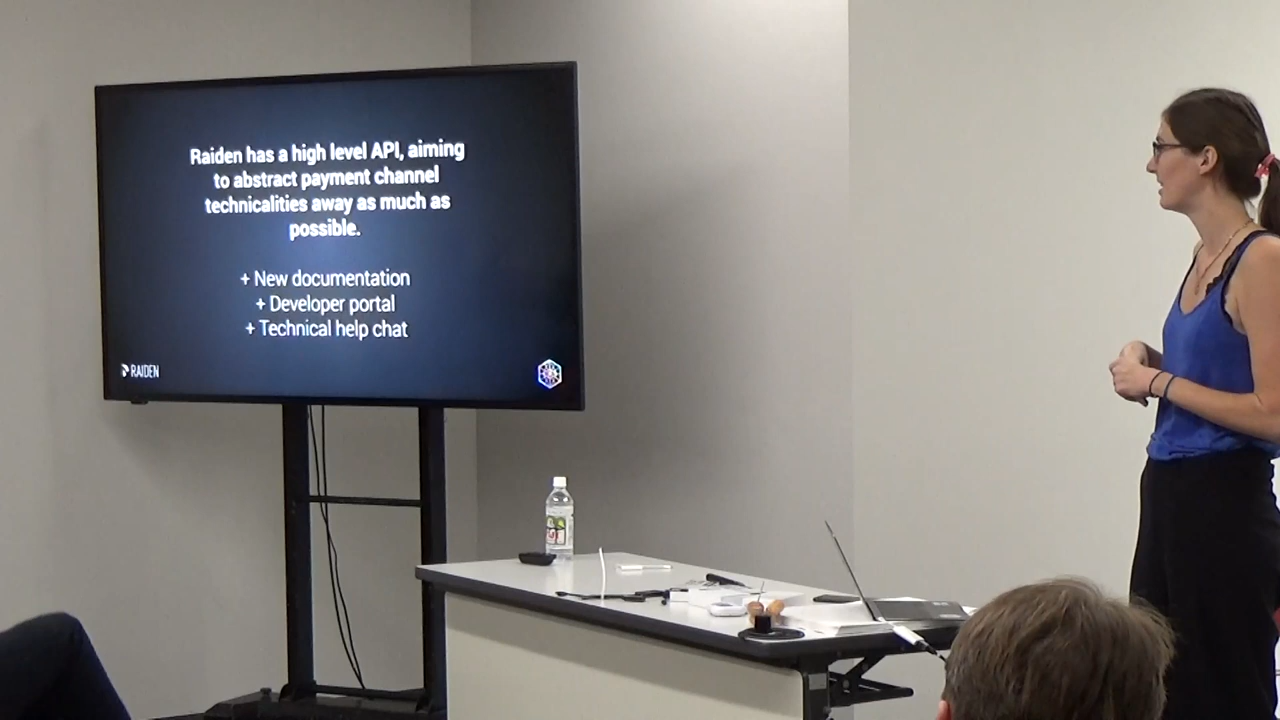 Raiden has a high level API, aiming
to abstract payment channel
technicalities away as much as
possible.
+ New documentation
+ Developer portal
+ Technical help chat
RAIDEN